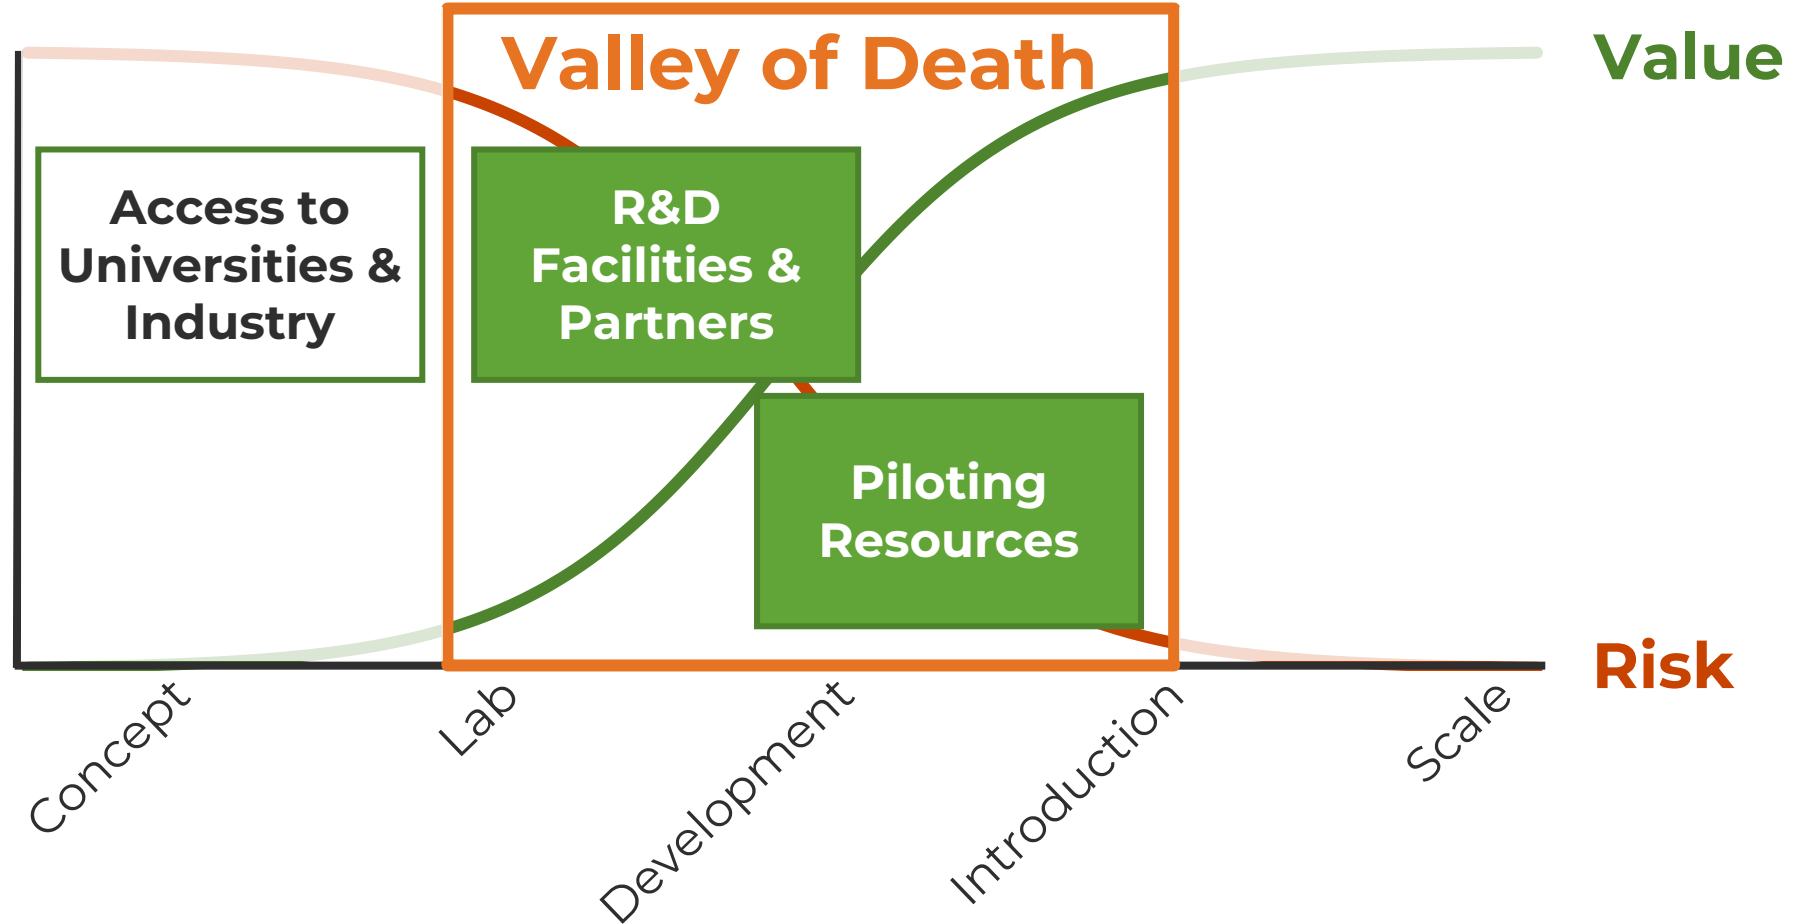 Valley of Death
Value
Access to
Universities &
Industry
R&D
Facilities &
Partners
Piloting
Resources
Risk
Concept
Lab
Development
Introduction
Scale